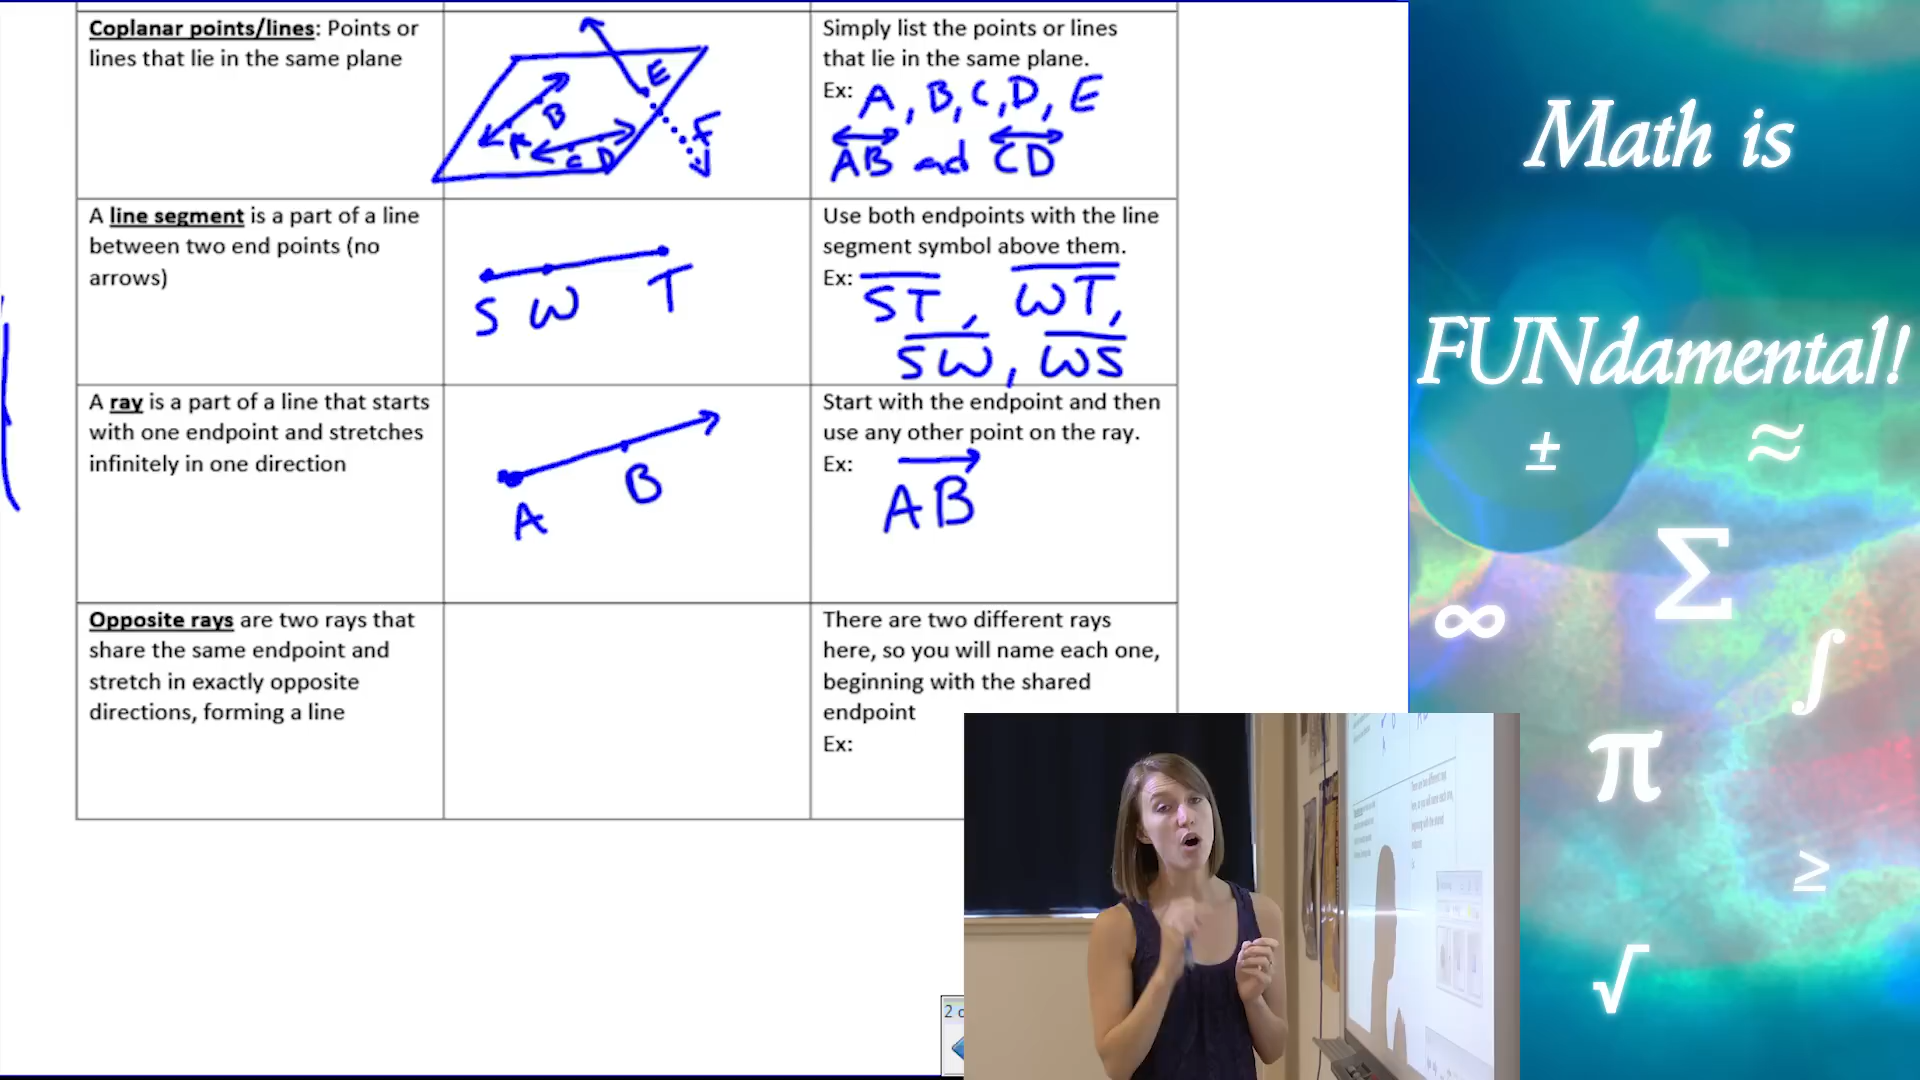 Coplanar points/lines: Points or
lines that lie in the same plane
E
B
A
C D
F
Simply list the points or lines
that lie in the same plane.
Ex: A, B, C, D, E
AB and CD
A line segment is a part of a line
between two end points (no
arrows)
S W T
Use both endpoints with the line
segment symbol above them.
Ex: ST, WT,
SW, WS
A ray is a part of a line that starts
with one endpoint and stretches
infinitely in one direction
A B
Start with the endpoint and then
use any other point on the ray.
Ex:
AB
Opposite rays are two rays that
share the same endpoint and
stretch in exactly opposite
directions, forming a line
There are two different rays
here, so you will name each one,
beginning with the shared
endpoint
Ex:
2
Math is
FUNdamental!
± ≈
Σ
∞
∫
π
≥
√